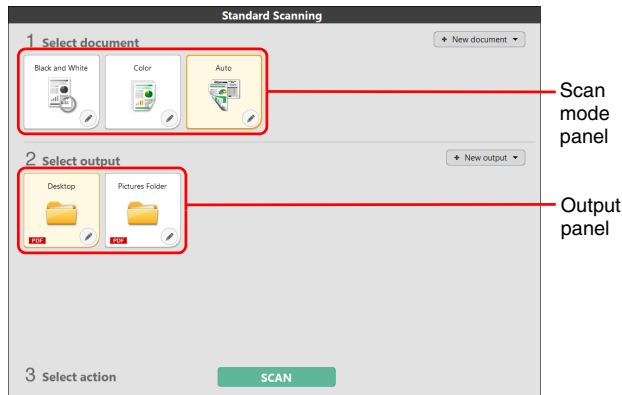 Standard Scanning
1 Select document
+ New document
Black and White
Color
Auto
Scan
mode
panel
2 Select output
+ New output
Desktop
Pictures Folder
PDF
PDF
Output
panel
3 Select action
SCAN